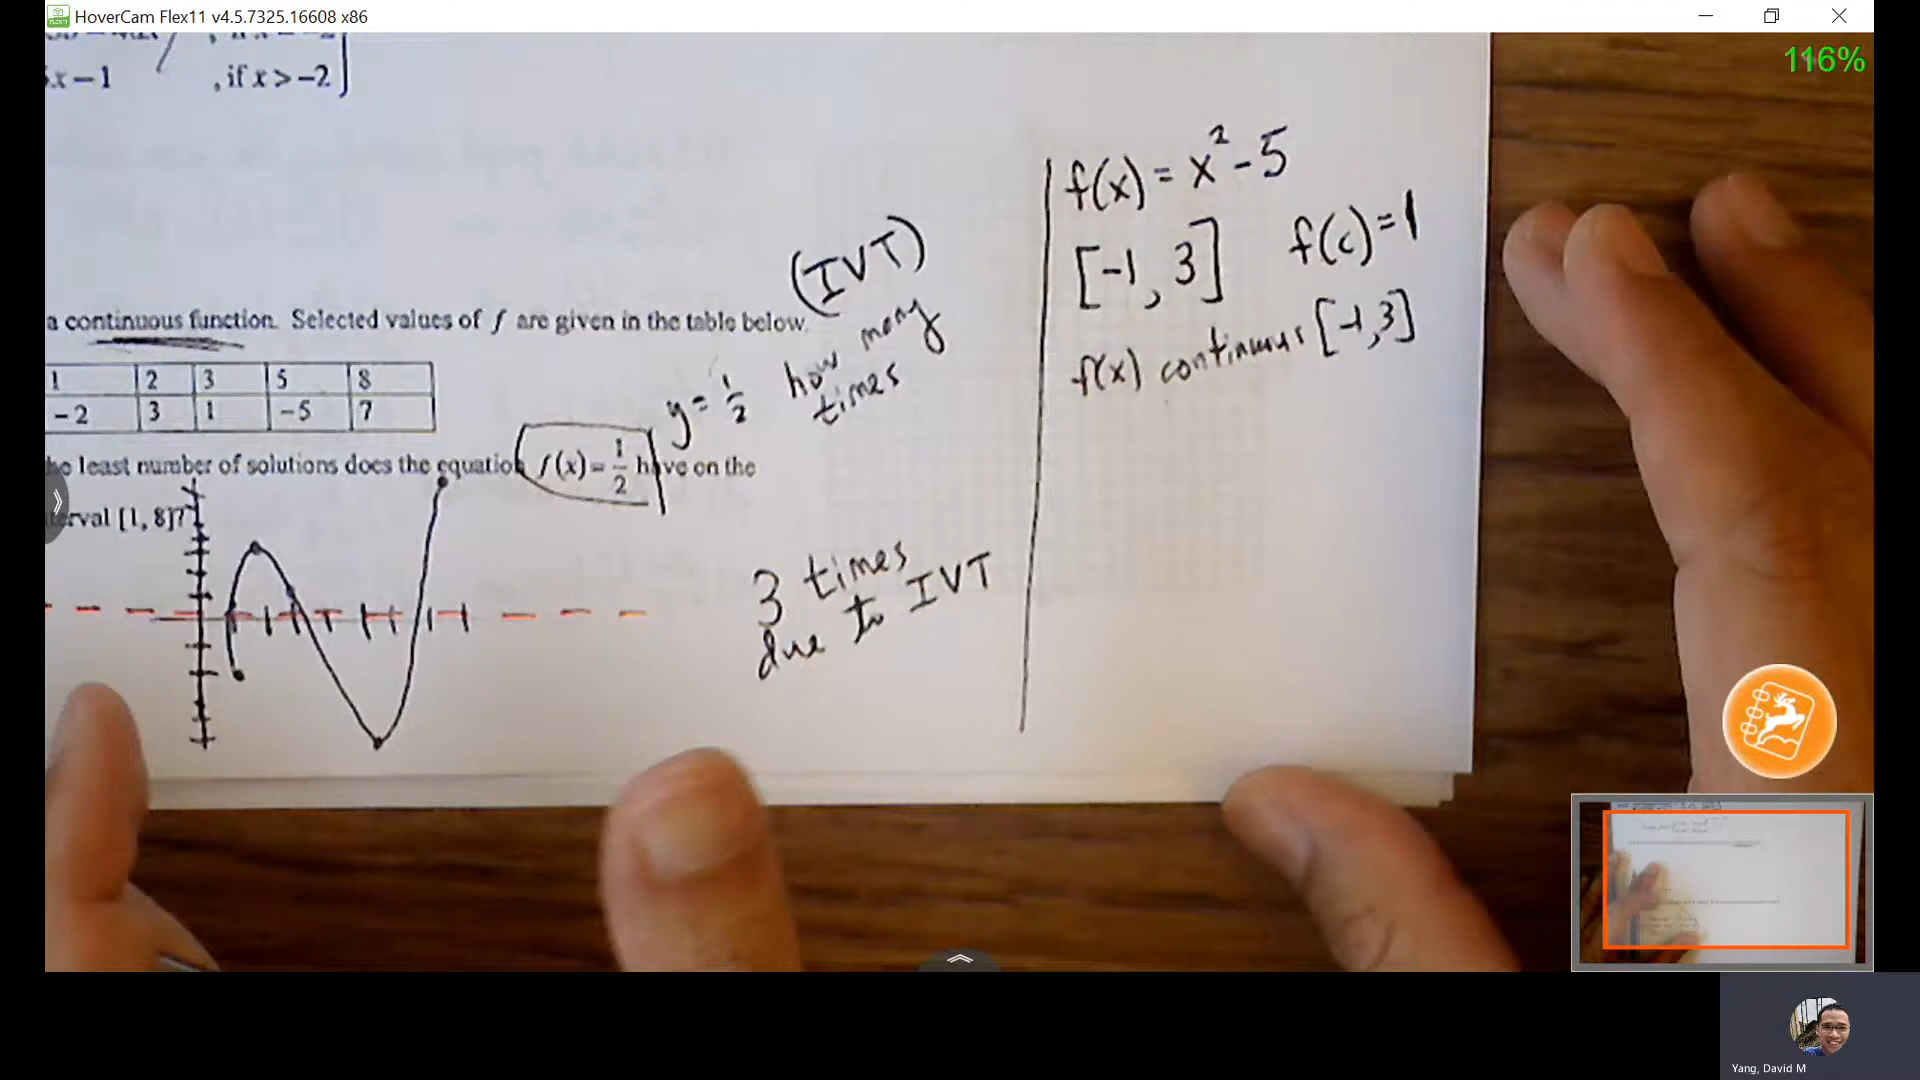 HoverCam Flex11 v4.5.7325.16608 x86
116%
x-1 , if x > -2
f(x) = x² - 5
[-1, 3] f(c) = 1
f(x) continuous [-1, 3]
(IVT)
a continuous function. Selected values of f are given in the table below.
1 2 3 5 8
-2 3 1 -5 7
y = 1/2 how many times
least number of solutions does the equation f(x) = 1/2 have on the
erval [1, 8]?
3 times
due to IVT
Yang, David M